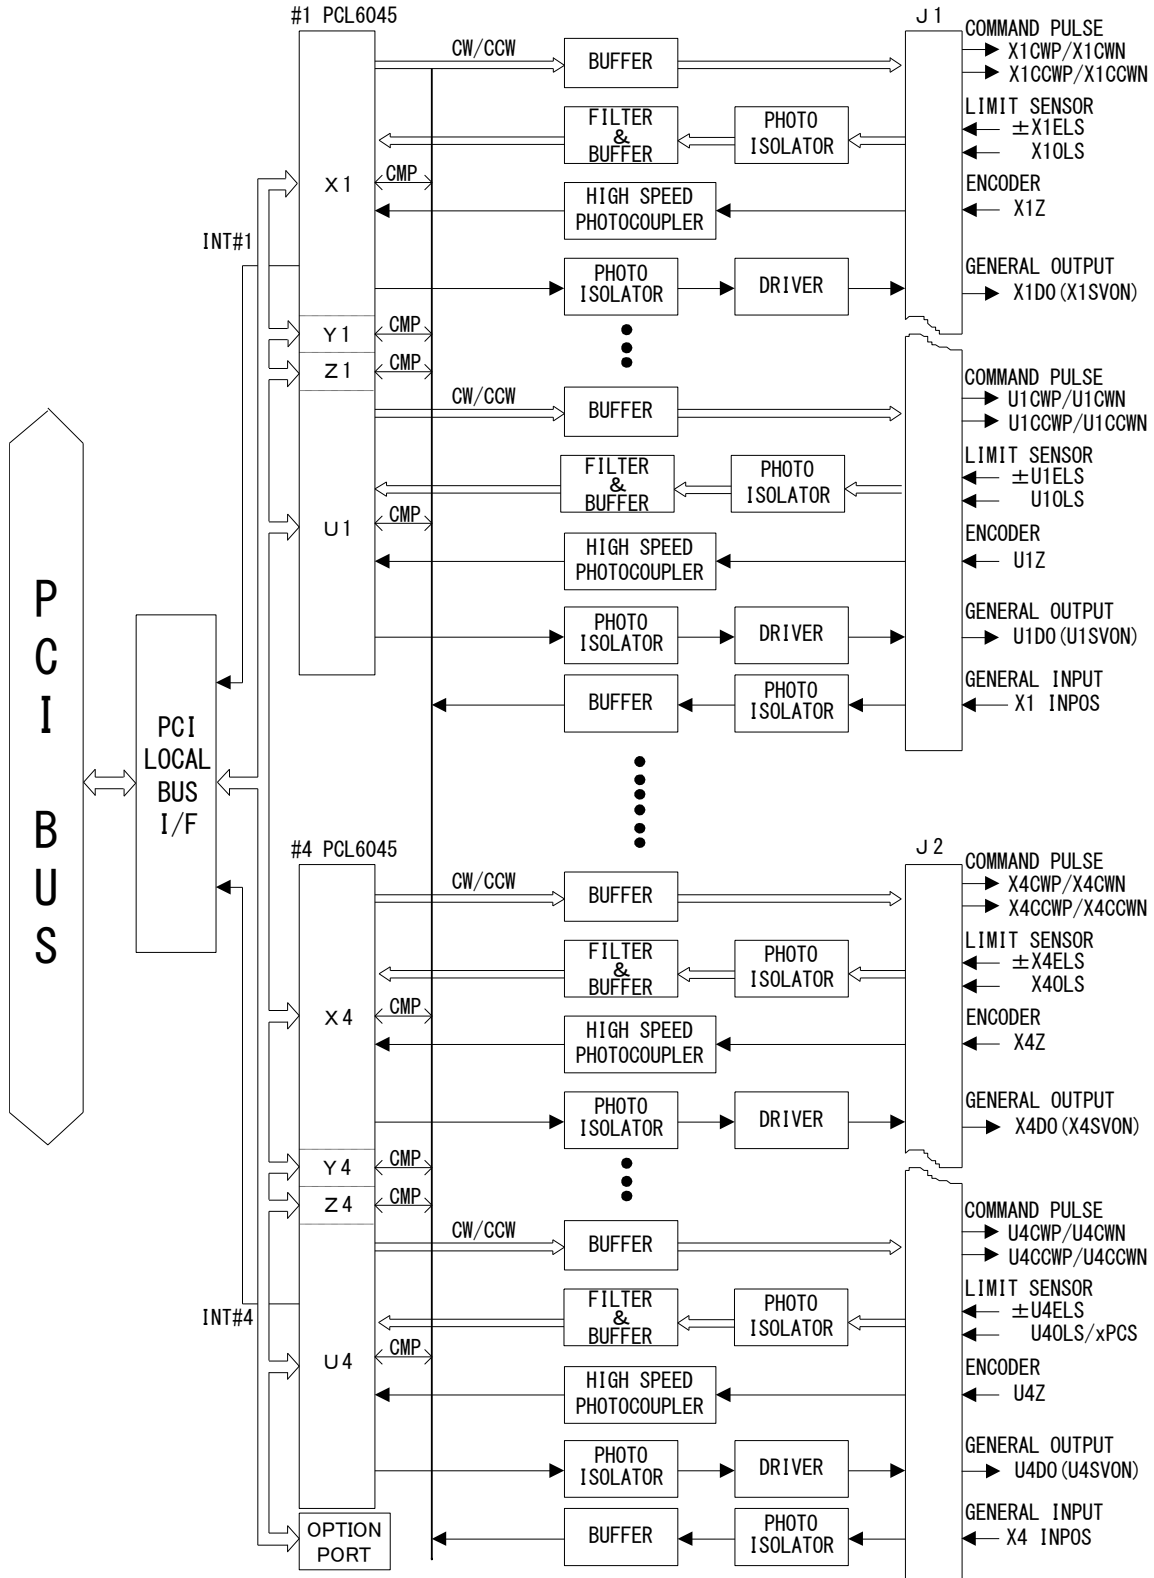 #1 PCL6045
J1
CW/CCW
BUFFER
COMMAND PULSE
X1CWP/X1CWN
X1CCWP/X1CCWN
FILTER
&
BUFFER
PHOTO
ISOLATOR
LIMIT SENSOR
±X1ELS
X1OLS
X1
CMP
HIGH SPEED
PHOTOCOUPLER
ENCODER
X1Z
INT#1
PHOTO
ISOLATOR
DRIVER
GENERAL OUTPUT
X1DO(X1SVON)
Y1
CMP
Z1
CMP
CW/CCW
BUFFER
COMMAND PULSE
U1CWP/U1CWN
U1CCWP/U1CCWN
FILTER
&
BUFFER
PHOTO
ISOLATOR
LIMIT SENSOR
±U1ELS
U1OLS
U1
CMP
HIGH SPEED
PHOTOCOUPLER
ENCODER
U1Z
PHOTO
ISOLATOR
DRIVER
GENERAL OUTPUT
U1DO(U1SVON)
BUFFER
PHOTO
ISOLATOR
GENERAL INPUT
X1 INPOS
PCI BUS
PCI
LOCAL
BUS
I/F
#4 PCL6045
J2
CW/CCW
BUFFER
COMMAND PULSE
X4CWP/X4CWN
X4CCWP/X4CCWN
FILTER
&
BUFFER
PHOTO
ISOLATOR
LIMIT SENSOR
±X4ELS
X4OLS
X4
CMP
HIGH SPEED
PHOTOCOUPLER
ENCODER
X4Z
PHOTO
ISOLATOR
DRIVER
GENERAL OUTPUT
X4DO(X4SVON)
Y4
CMP
Z4
CMP
CW/CCW
BUFFER
COMMAND PULSE
U4CWP/U4CWN
U4CCWP/U4CCWN
INT#4
FILTER
&
BUFFER
PHOTO
ISOLATOR
LIMIT SENSOR
±U4ELS
U4OLS/xPCS
U4
CMP
HIGH SPEED
PHOTOCOUPLER
ENCODER
U4Z
PHOTO
ISOLATOR
DRIVER
GENERAL OUTPUT
U4DO(U4SVON)
OPTION
PORT
BUFFER
PHOTO
ISOLATOR
GENERAL INPUT
X4 INPOS